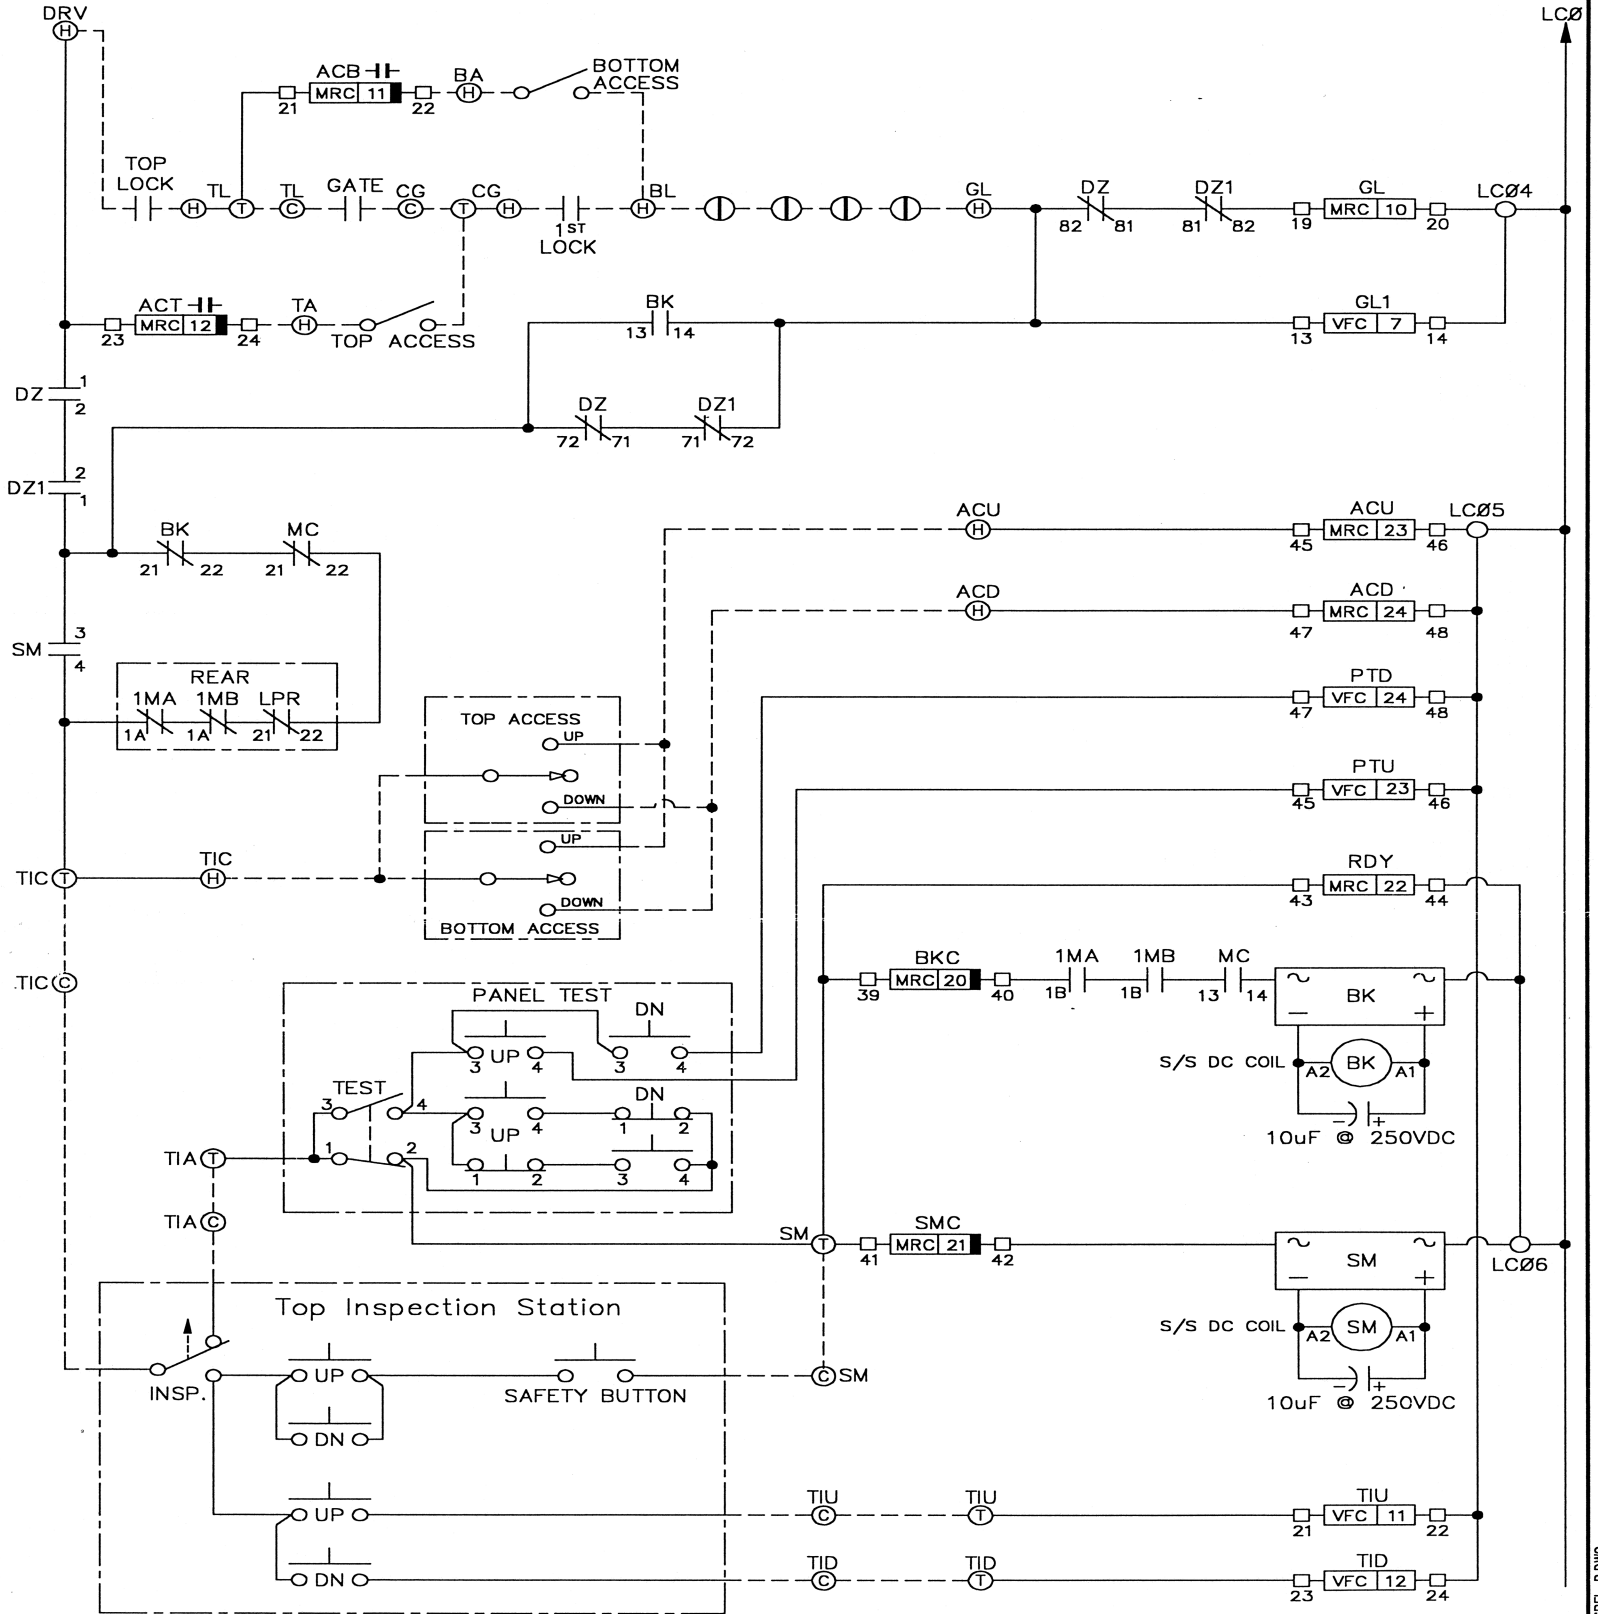 DRV
H
LCØ
ACB
MRC 11
21
22
BA
H
BOTTOM
ACCESS
TOP
LOCK
H
TL
T
TL
C
GATE
CG
C
T
CG
H
1ST
LOCK
BL
H
GL
H
DZ
82 81
DZ1
81 82
GL
19
MRC 10
20
LCØ4
ACT
23
MRC 12
24
TA
H
TOP ACCESS
BK
13 14
GL1
13
VFC 7
14
DZ
1
2
DZ
72 71
DZ1
71 72
DZ1
2
1
BK
21 22
MC
21 22
ACU
H
ACU
45
MRC 23
46
LCØ5
ACD
H
ACD
47
MRC 24
48
SM
3
4
REAR
1MA
1A
1MB
1A
LPR
21 22
TOP ACCESS
UP
DOWN
PTD
47
VFC 24
48
PTU
45
VFC 23
46
UP
DOWN
BOTTOM ACCESS
TIC
T
TIC
H
RDY
43
MRC 22
44
TIC
C
BKC
39
MRC 20
40
1MA
1B
1MB
1B
MC
13 14
~ ~
BK
− +
S/S DC COIL
A2
BK
A1
− +
10uF @ 250VDC
PANEL TEST
UP
3 4
DN
3 4
TEST
3 4
1 2
UP
3 4
DN
1 2
1 2
3 4
TIA
T
TIA
C
SM
T
SMC
41
MRC 21
42
~ ~
SM
− +
LCØ6
S/S DC COIL
A2
SM
A1
− +
10uF @ 250VDC
Top Inspection Station
INSP.
UP
DN
SAFETY BUTTON
C
SM
UP
TIU
C
TIU
T
TIU
21
VFC 11
22
DN
TID
C
TID
T
TID
23
VFC 12
24